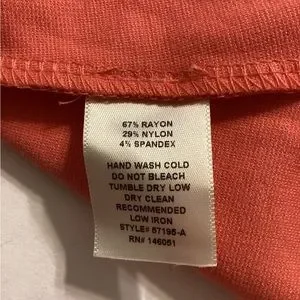 67% RAYON
29% NYLON
4% SPANDEX
HAND WASH COLD
DO NOT BLEACH
TUMBLE DRY LOW
DRY CLEAN
RECOMMENDED
LOW IRON
STYLE# 87195-A
RN# 146051